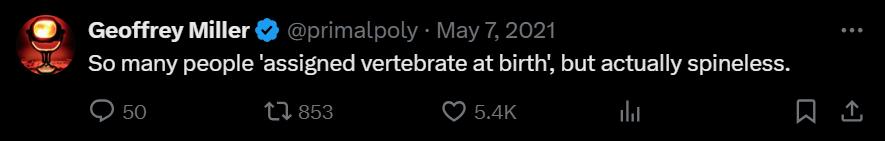 Geoffrey Miller @primalpoly · May 7, 2021
So many people 'assigned vertebrate at birth', but actually spineless.
50 853 5.4K